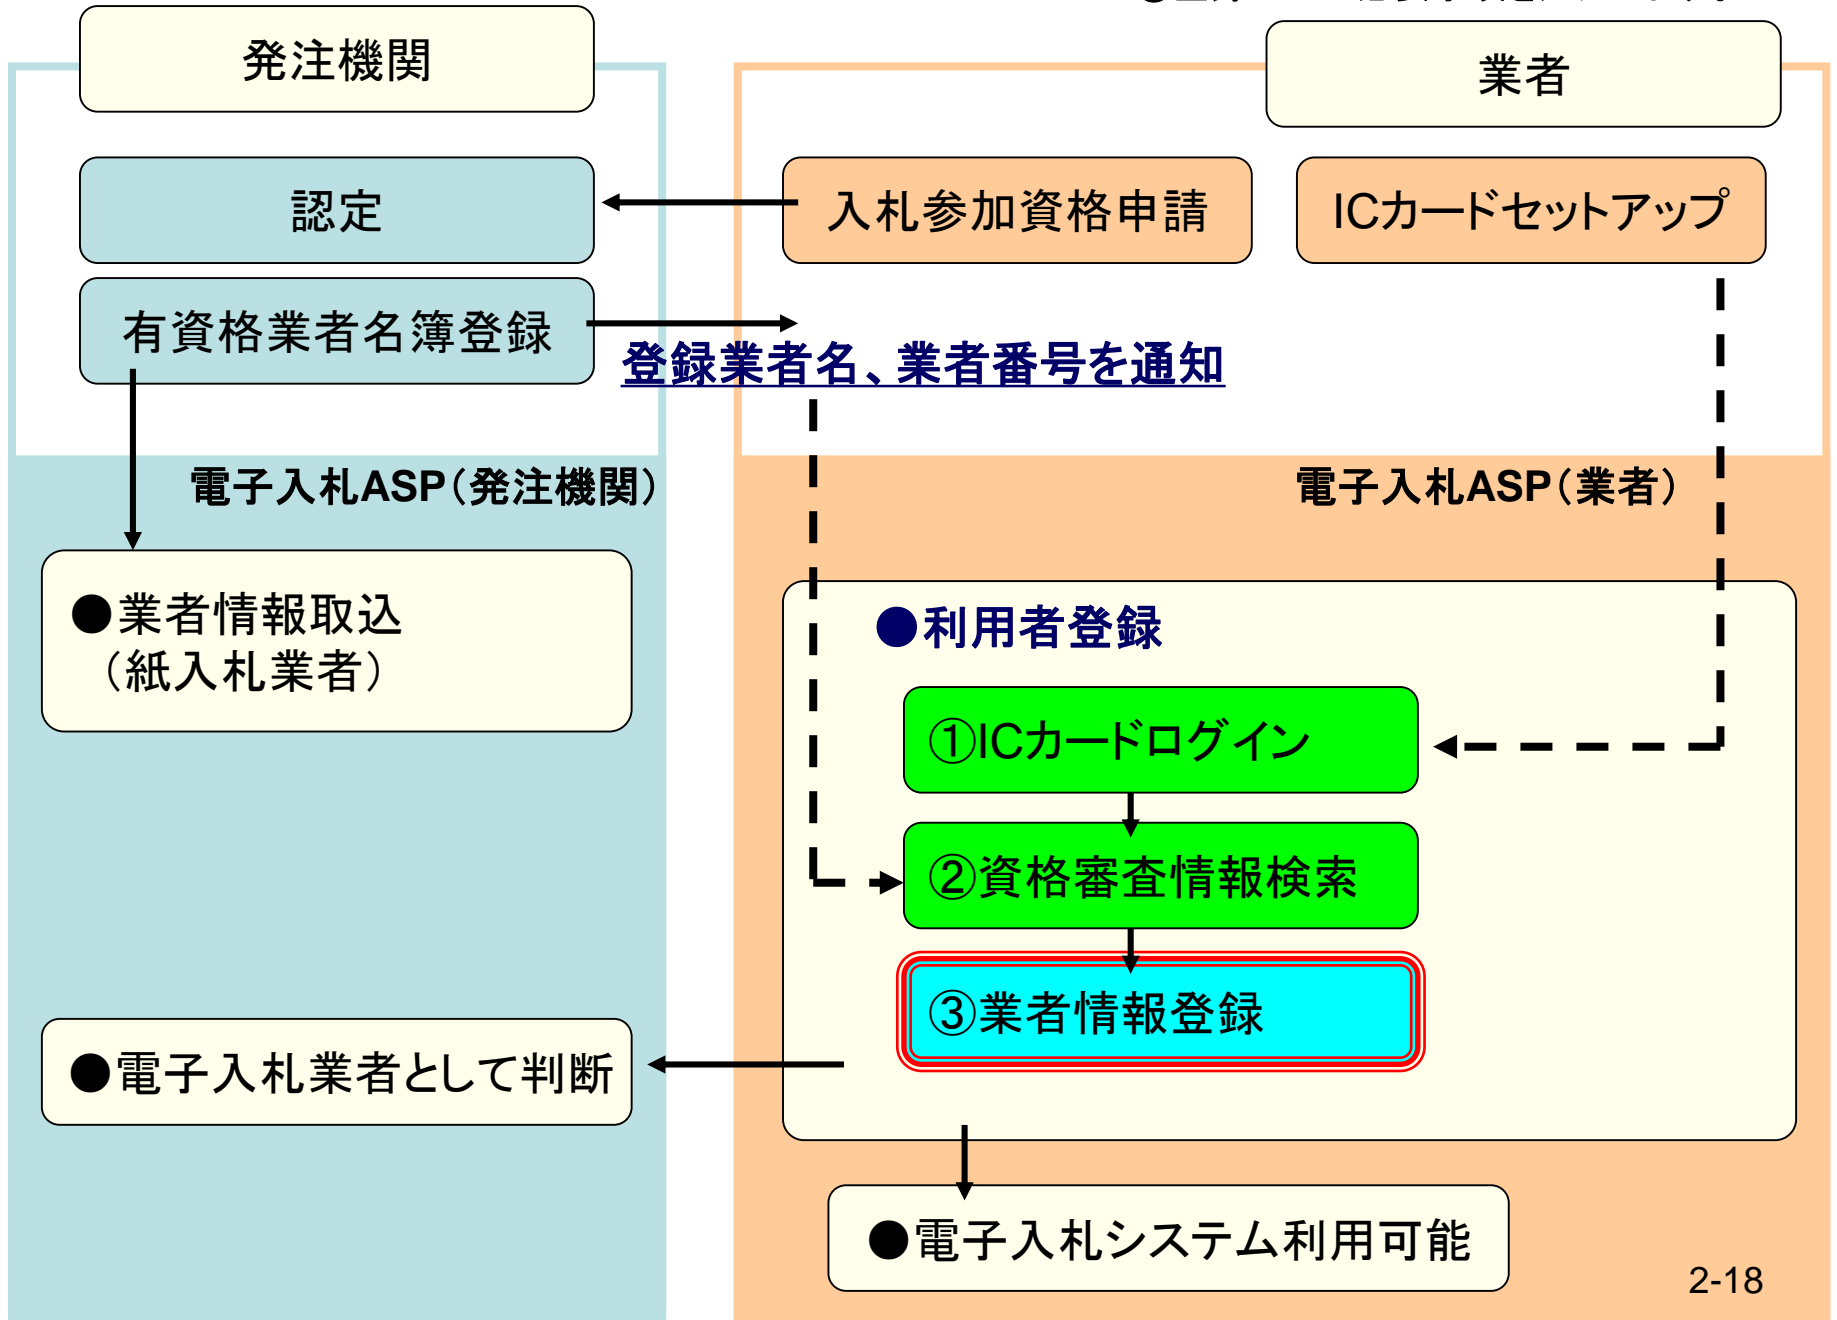 発注機関
業者
認定
入札参加資格申請
ICカードセットアップ
有資格業者名簿登録
登録業者名、業者番号を通知
電子入札ASP(発注機関)
電子入札ASP(業者)
●業者情報取込
(紙入札業者)
●利用者登録
①ICカードログイン
②資格審査情報検索
③業者情報登録
●電子入札業者として判断
●電子入札システム利用可能
2-18